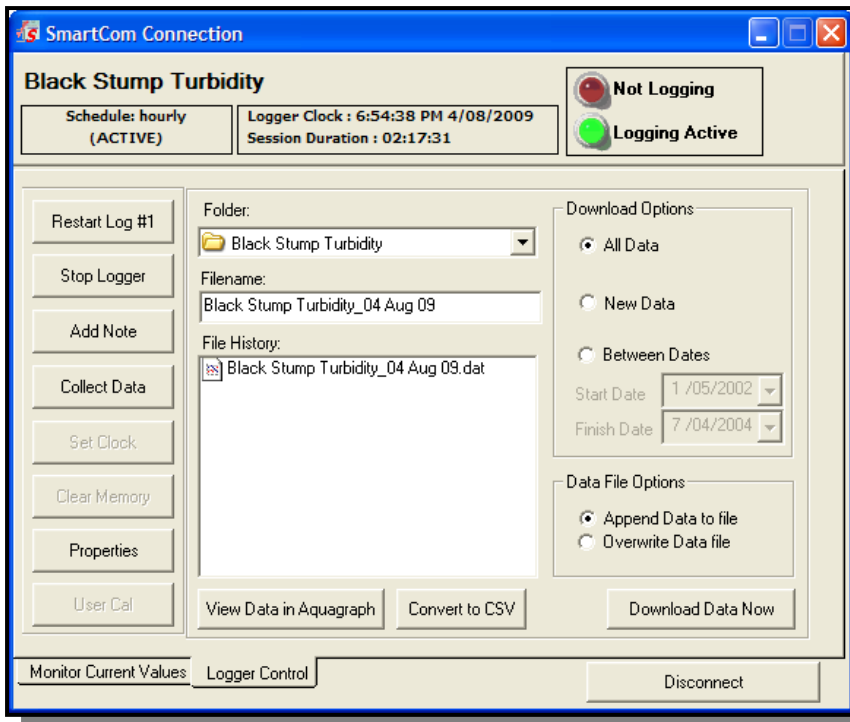 SmartCom Connection
Black Stump Turbidity
Schedule: hourly
(ACTIVE)
Logger Clock : 6:54:38 PM 4/08/2009
Session Duration : 02:17:31
Not Logging
Logging Active
Restart Log #1
Stop Logger
Add Note
Collect Data
Set Clock
Clear Memory
Properties
User Cal
Folder:
Black Stump Turbidity
Filename:
Black Stump Turbidity_04 Aug 09
File History:
Black Stump Turbidity_04 Aug 09.dat
View Data in Aquagraph
Convert to CSV
Download Options
All Data
New Data
Between Dates
Start Date 1 /05/2002
Finish Date 7 /04/2004
Data File Options
Append Data to file
Overwrite Data file
Download Data Now
Monitor Current Values
Logger Control
Disconnect